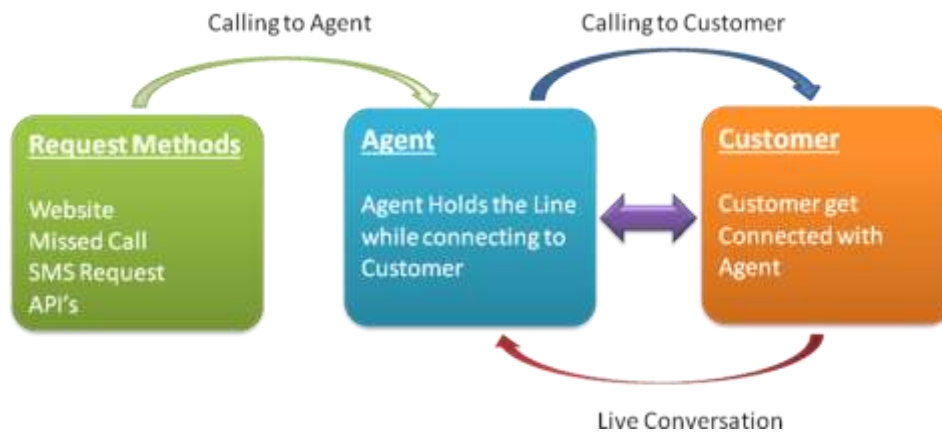 Calling to Agent
Calling to Customer
Request Methods
Website
Missed Call
SMS Request
API's
Agent
Agent Holds the Line
while connecting to
Customer
Customer
Customer get
Connected with
Agent
Live Conversation